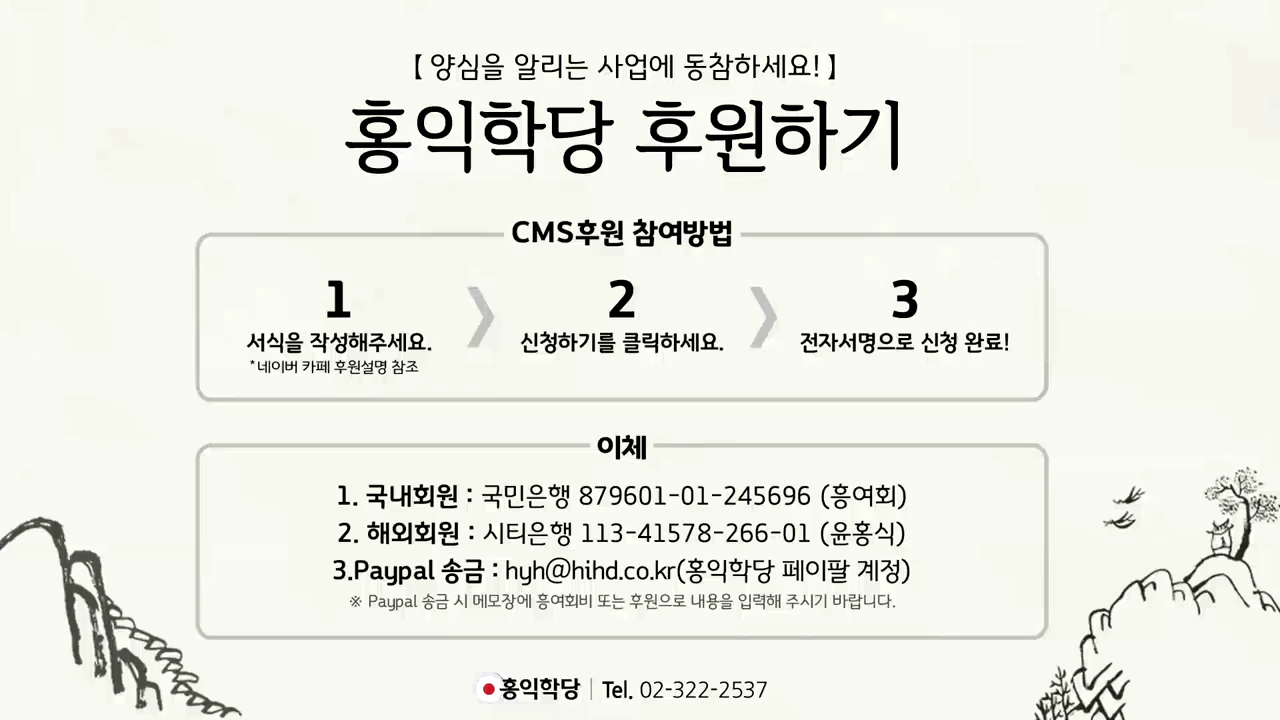 【 양심을 알리는 사업에 동참하세요! 】
홍익학당 후원하기
CMS후원 참여방법
1
서식을 작성해주세요.
*네이버 카페 후원설명 참조
2
신청하기를 클릭하세요.
3
전자서명으로 신청 완료!
이체
1. 국내회원 : 국민은행 879601-01-245696 (흥여회)
2. 해외회원 : 시티은행 113-41578-266-01 (윤홍식)
3.Paypal 송금 : hyh@hihd.co.kr(홍익학당 페이팔 계정)
※ Paypal 송금 시 메모장에 흥여회비 또는 후원으로 내용을 입력해 주시기 바랍니다.
홍익학당 | Tel. 02-322-2537